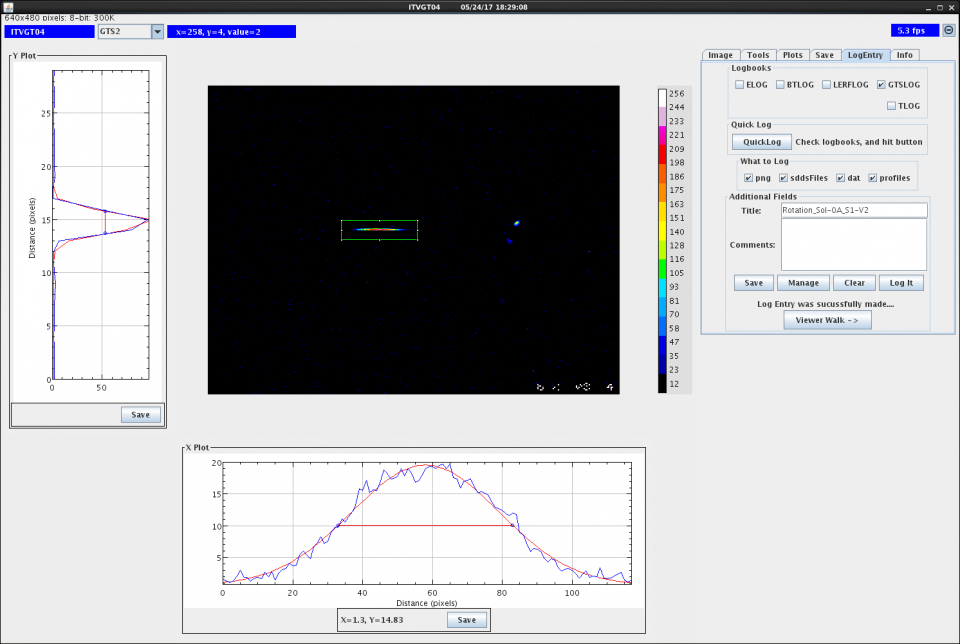 ITVGT04 05/24/17 18:29:08
640x480 pixels: 8-bit: 300K
ITVGT04 GTS2 x=258, y=4, value=2 5.3 fps
Y Plot
25
20
15
10
5
0
0 50
Distance (pixels)
Save
256
244
233
221
209
198
186
175
163
151
140
128
116
105
93
81
70
58
47
35
23
12
Image Tools Plots Save LogEntry Info
Logbooks
ELOG BTLOG LERFLOG GTSLOG
TLOG
Quick Log
QuickLog Check logbooks, and hit button
What to Log
png sddsFiles dat profiles
Additional Fields
Title: Rotation_Sol-0A_S1-V2
Comments:
Save Manage Clear Log It
Log Entry was sucussfully made....
Viewer Walk -->
X Plot
20
15
10
5
0 20 40 60 80 100
Distance (pixels)
X=1.3, Y=14.83 Save